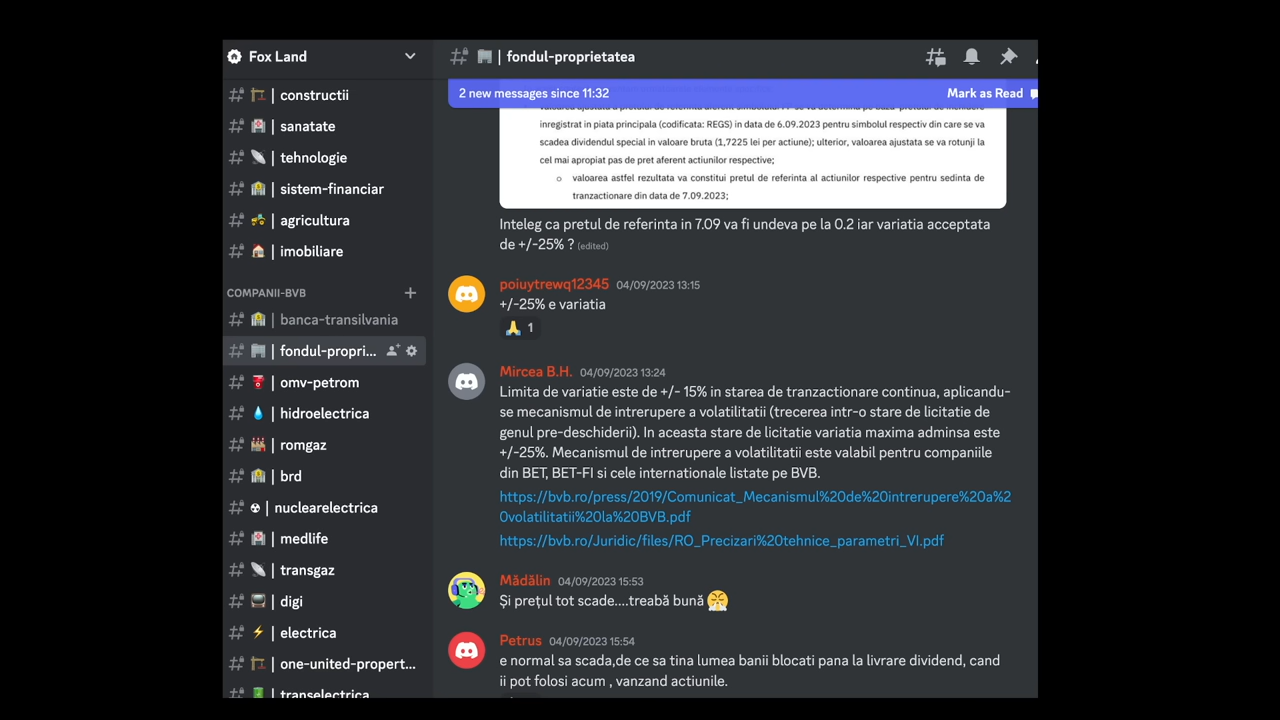 Fox Land
| constructii
| sanatate
| tehnologie
| sistem-financiar
| agricultura
| imobiliare
COMPANII-BVB
| banca-transilvania
| fondul-propri...
| omv-petrom
| hidroelectrica
| romgaz
| brd
| nuclearelectrica
| medlife
| transgaz
| digi
| electrica
| one-united-propert...
| transelectrica
| fondul-proprietatea
2 new messages since 11:32
Mark as Read
inregistrat in piata principala (codificata: REGS) in data de 6.09.2023 pentru simbolul respectiv din care se va
scadea dividendul special in valoare bruta (1,7225 lei per actiune); ulterior, valoarea ajustata se va rotunji la
cel mai apropiat pas de pret aferent actiunilor respective;
o valoarea astfel rezultata va constitui pretul de referinta al actiunilor respective pentru sedinta de
tranzactionare din data de 7.09.2023;
Inteleg ca pretul de referinta in 7.09 va fi undeva pe la 0.2 iar variatia acceptata
de +/-25% ? (edited)
poiuytrewq12345 04/09/2023 13:15
+/-25% e variatia
1
Mircea B.H. 04/09/2023 13:24
Limita de variatie este de +/- 15% in starea de tranzactionare continua, aplicandu-
se mecanismul de intrerupere a volatilitatii (trecerea intr-o stare de licitatie de
genul pre-deschiderii). In aceasta stare de licitatie variatia maxima adminsa este
+/-25%. Mecanismul de intrerupere a volatilitatii este valabil pentru companiile
din BET, BET-FI si cele internationale listate pe BVB.
https://bvb.ro/press/2019/Comunicat_Mecanismul%20de%20intrerupere%20a%2
0volatilitatii%20la%20BVB.pdf
https://bvb.ro/Juridic/files/RO_Precizari%20tehnice_parametri_VI.pdf
Mădălin 04/09/2023 15:53
Și prețul tot scade....treabă bună
Petrus 04/09/2023 15:54
e normal sa scada,de ce sa tina lumea banii blocati pana la livrare dividend, cand
ii pot folosi acum , vanzand actiunile.